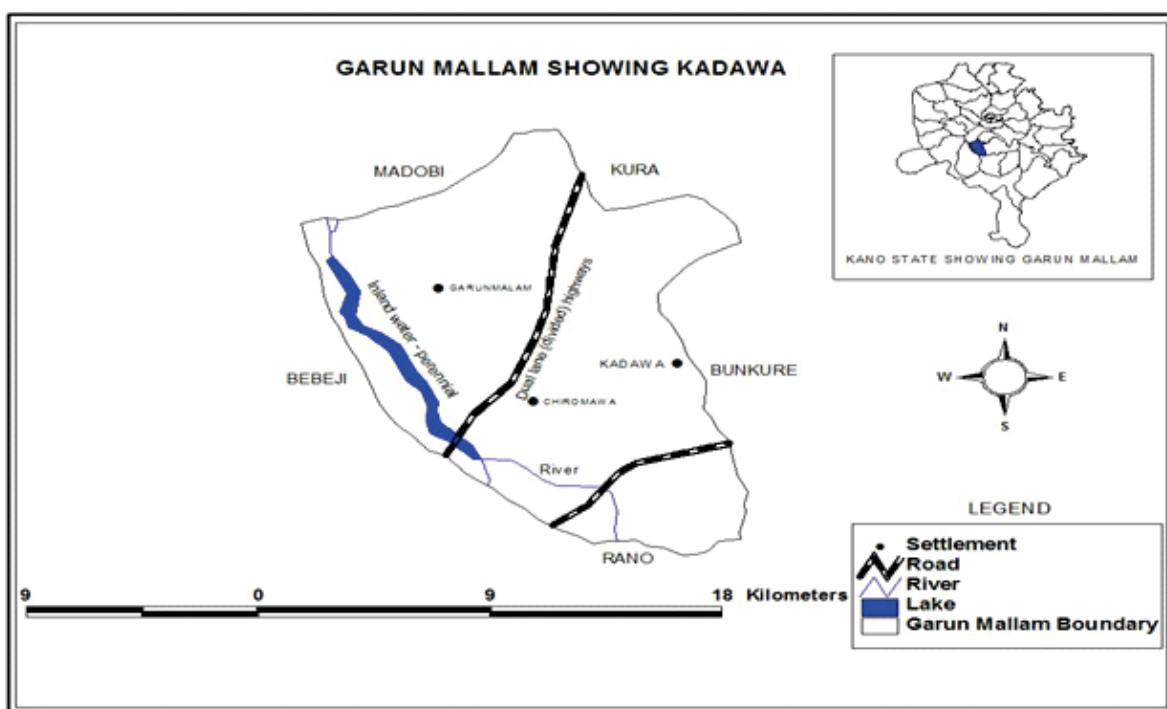 GARUN MALLAM SHOWING KADAWA
MADOBI
KURA
KANO STATE SHOWING GARUN MALLAM
GARUNMALAM
Inland water - perennial
Dual lane (divided) highways
BEBEJI
KADAWA
BUNKURE
CHIROMAWA
N
W
E
S
River
RANO
9 0 9 18 Kilometers
LEGEND
Settlement
Road
River
Lake
Garun Mallam Boundary